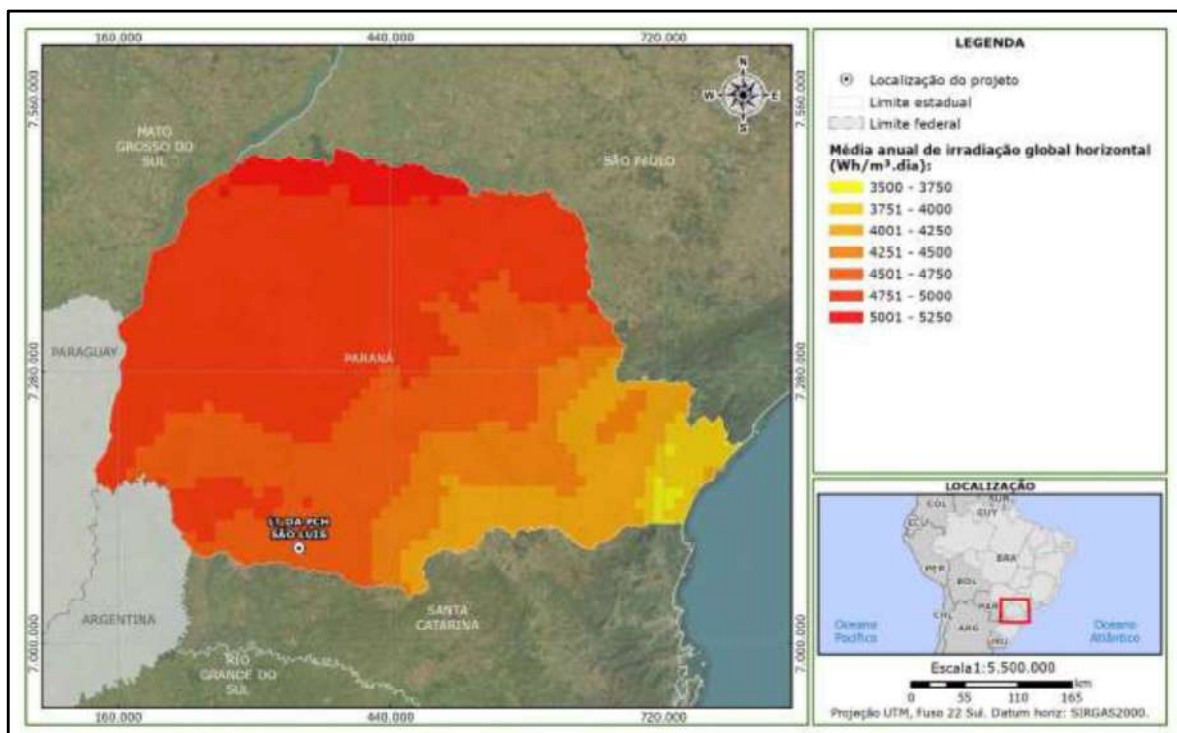 160.000 440.000 720.000
7.560.000
7.560.000
N
W E
S
MATO
GROSSO DO
SUL
SÃO PAULO
PARAGUAY
PARANÁ
7.280.000
7.280.000
LT DA PCH
SÃO LUIS
ARGENTINA
SANTA
CATARINA
RIO
GRANDE DO
SUL
7.000.000
7.000.000
160.000 440.000 720.000
LEGENDA
Localização do projeto
Limite estadual
Limite federal
Média anual de irradiação global horizontal
(Wh/m³.dia):
3500 - 3750
3751 - 4000
4001 - 4250
4251 - 4500
4501 - 4750
4751 - 5000
5001 - 5250
LOCALIZAÇÃO
COL
SUR
GUY
ECU
BRA
PER
BOL
PAR
CHL
ARG
URU
Oceano
Pacífico
Oceano
Atlântico
Escala1:5.500.000
km
0 55 110 165
Projeção UTM, Fuso 22 Sul. Datum horiz: SIRGAS2000.